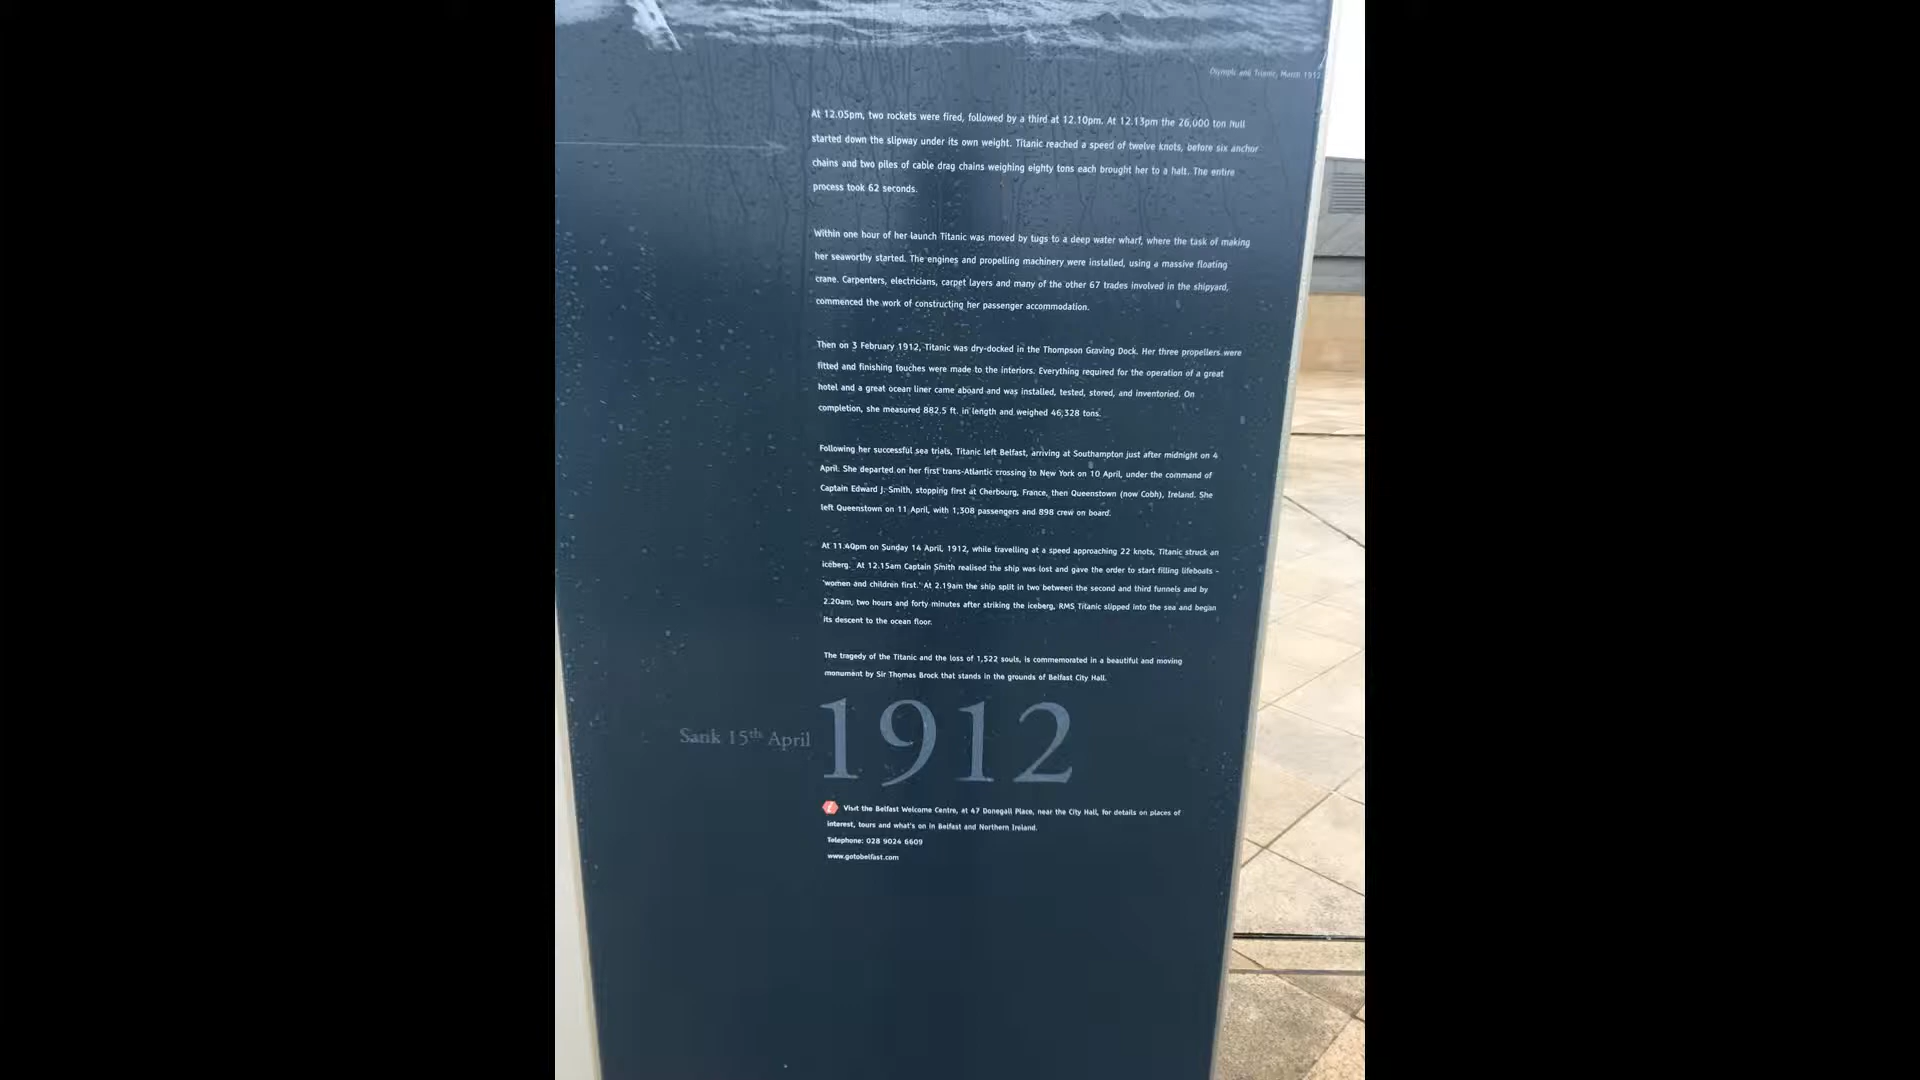 Olympic and Titanic, March 1912
At 12.05pm, two rockets were fired, followed by a third at 12.10pm. At 12.13pm the 26,000 ton hull
started down the slipway under its own weight. Titanic reached a speed of twelve knots, before six anchor
chains and two piles of cable drag chains weighing eighty tons each brought her to a halt. The entire
process took 62 seconds.
Within one hour of her launch Titanic was moved by tugs to a deep water wharf, where the task of making
her seaworthy started. The engines and propelling machinery were installed, using a massive floating
crane. Carpenters, electricians, carpet layers and many of the other 67 trades involved in the shipyard,
commenced the work of constructing her passenger accommodation.
Then on 3 February 1912, Titanic was dry-docked in the Thompson Graving Dock. Her three propellers were
fitted and finishing touches were made to the interiors. Everything required for the operation of a great
hotel and a great ocean liner came aboard and was installed, tested, stored, and inventoried. On
completion, she measured 882.5 ft. in length and weighed 46,328 tons.
Following her successful sea trials, Titanic left Belfast, arriving at Southampton just after midnight on 4
April. She departed on her first trans-Atlantic crossing to New York on 10 April, under the command of
Captain Edward J. Smith, stopping first at Cherbourg, France, then Queenstown (now Cobh), Ireland. She
left Queenstown on 11 April, with 1,308 passengers and 898 crew on board.
At 11.40pm on Sunday 14 April, 1912, while travelling at a speed approaching 22 knots, Titanic struck an
iceberg. At 12.15am Captain Smith realised the ship was lost and gave the order to start filling lifeboats -
'women and children first.' At 2.19am the ship split in two between the second and third funnels and by
2.20am, two hours and forty minutes after striking the iceberg, RMS Titanic slipped into the sea and began
its descent to the ocean floor.
The tragedy of the Titanic and the loss of 1,522 souls, is commemorated in a beautiful and moving
monument by Sir Thomas Brock that stands in the grounds of Belfast City Hall.
Sank 15th April 1912
i Visit the Belfast Welcome Centre, at 47 Donegall Place, near the City Hall, for details on places of
interest, tours and what's on in Belfast and Northern Ireland.
Telephone: 028 9024 6609
www.gotobelfast.com